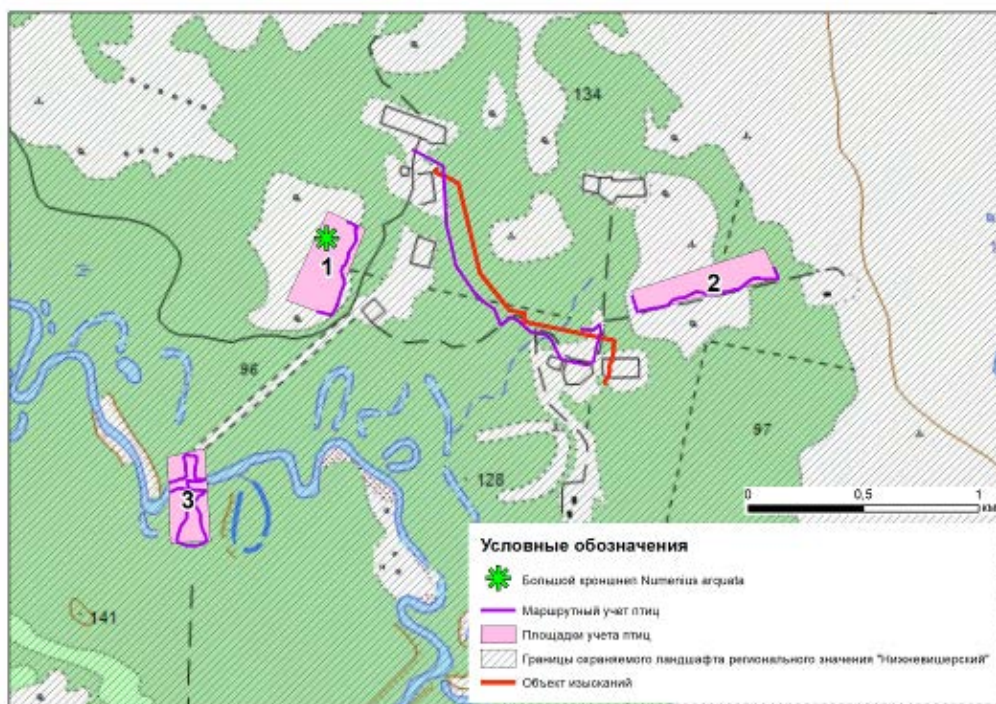 134
1
2
96
97
3
128
0 0,5 1
км
141
Условные обозначения
Большой кроншнеп Numenius arquata
Маршрутный учет птиц
Площадки учета птиц
Границы охраняемого ландшафта регионального значения "Нижневишерский"
Объект изысканий